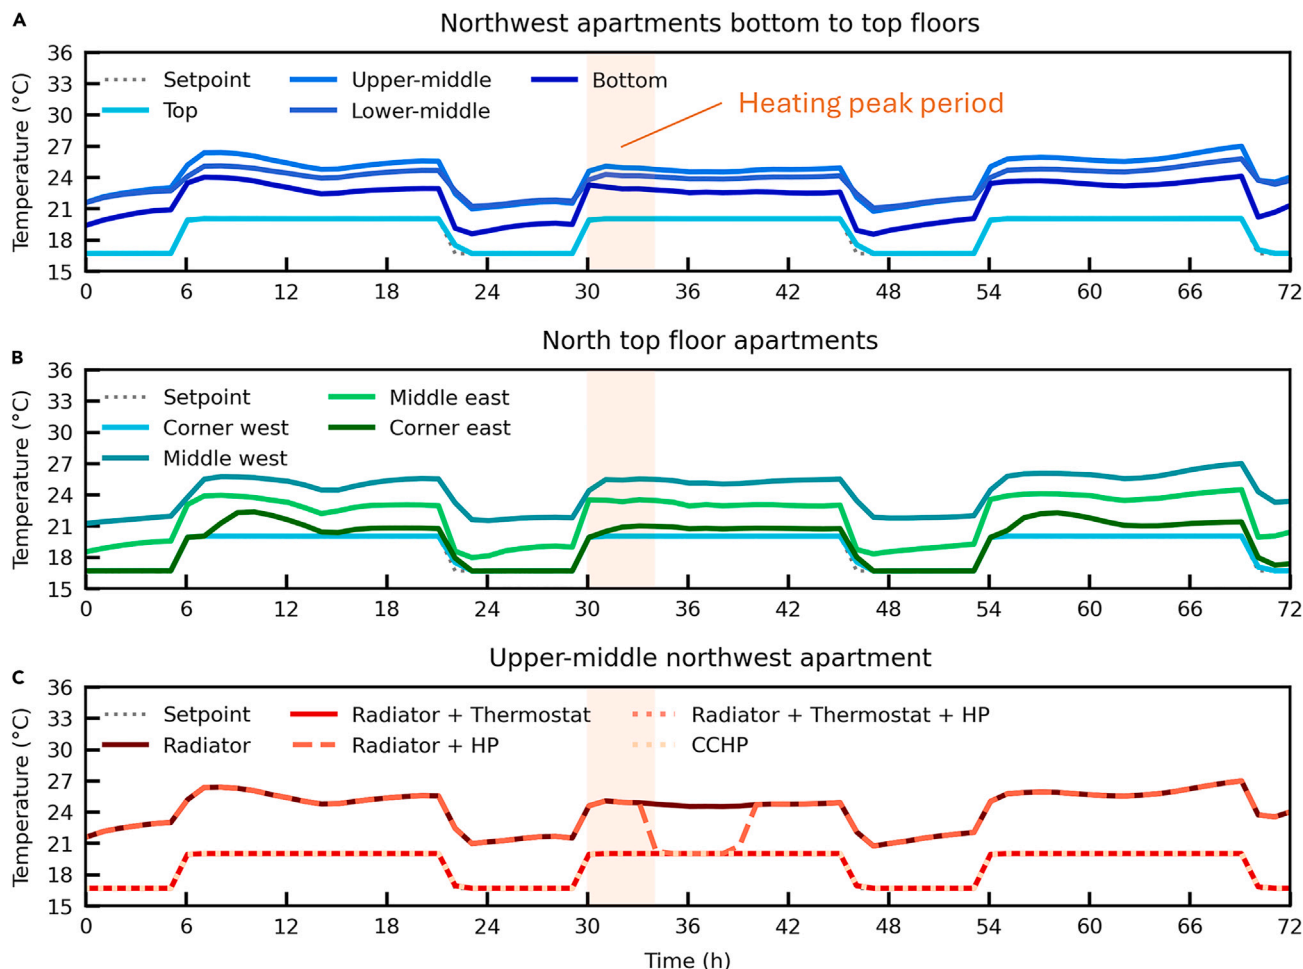 A
Northwest apartments bottom to top floors
Temperature (°C)
36
33
30
27
24
21
18
15
Setpoint Upper-middle Bottom
Top Lower-middle
Heating peak period
0 6 12 18 24 30 36 42 48 54 60 66 72
B
North top floor apartments
Temperature (°C)
36
33
30
27
24
21
18
15
Setpoint Middle east
Corner west Corner east
Middle west
0 6 12 18 24 30 36 42 48 54 60 66 72
C
Upper-middle northwest apartment
Temperature (°C)
36
33
30
27
24
21
18
15
Setpoint Radiator + Thermostat Radiator + Thermostat + HP
Radiator Radiator + HP CCHP
0 6 12 18 24 30 36 42 48 54 60 66 72
Time (h)